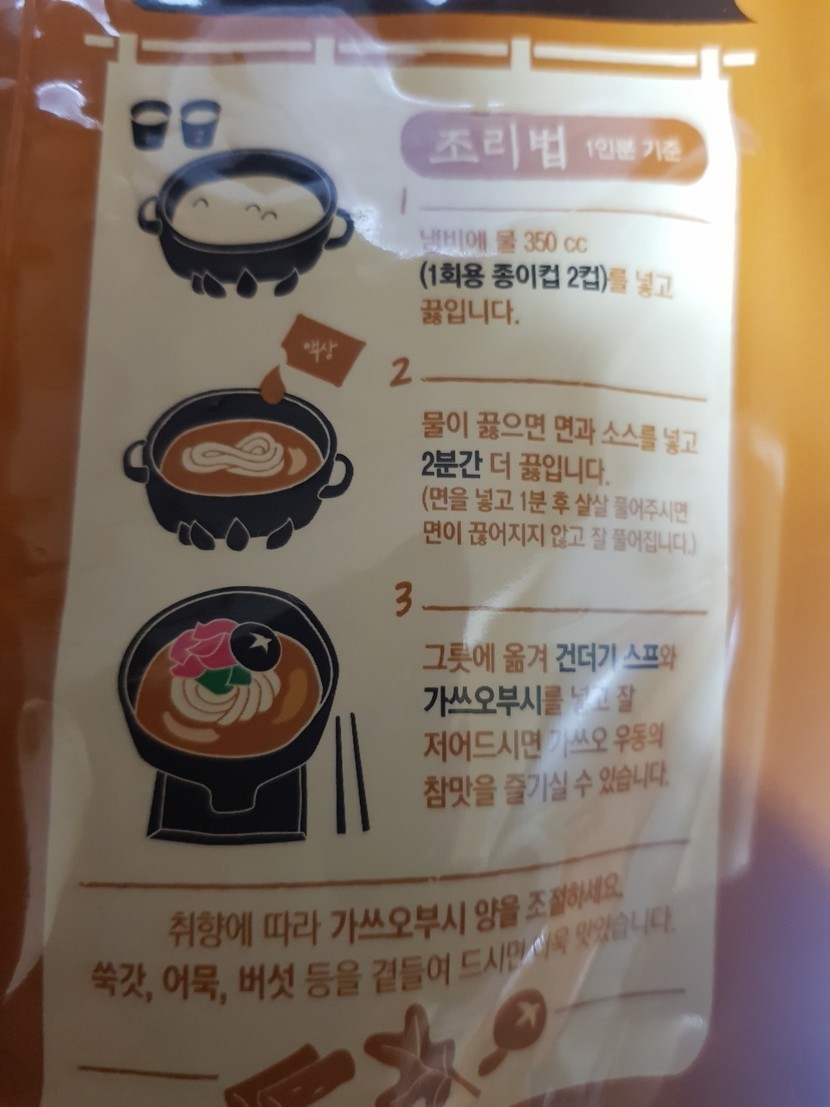 조리법 1인분 기준
1
냄비에 물 350 cc
(1회용 종이컵 2컵)를 넣고
끓입니다.
액상
2
물이 끓으면 면과 소스를 넣고
2분간 더 끓입니다.
(면을 넣고 1분 후 살살 풀어주시면
면이 끊어지지 않고 잘 풀어집니다.)
3
그릇에 옮겨 건더기 스프와
가쓰오부시를 넣고 잘
저어드시면 가쓰오 우동의
참맛을 즐기실 수 있습니다.
취향에 따라 가쓰오부시 양을 조절하세요.
쑥갓, 어묵, 버섯 등을 곁들여 드시면 더욱 맛있습니다.